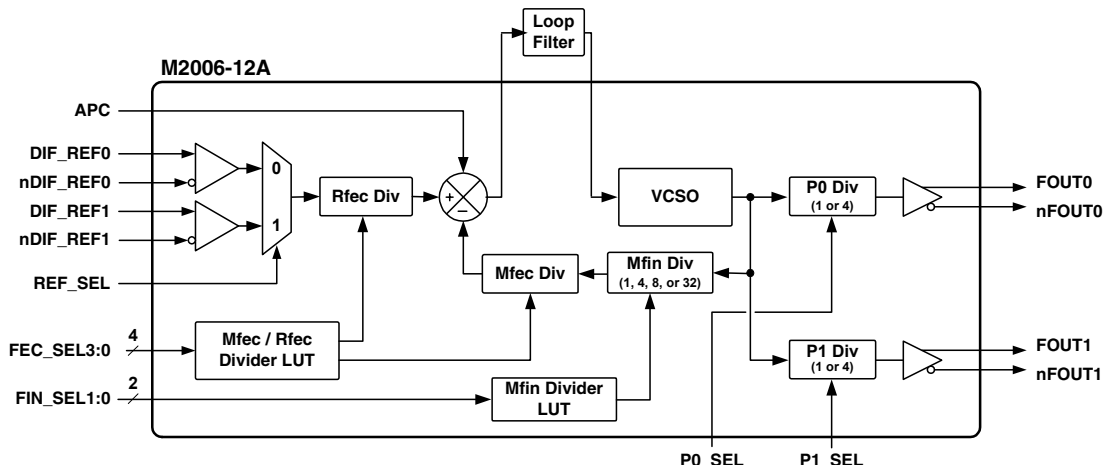 Loop
Filter
M2006-12A
APC
DIF_REF0
nDIF_REF0
DIF_REF1
nDIF_REF1
REF_SEL
0
1
Rfec Div
+
–
VCSO
P0 Div
(1 or 4)
FOUT0
nFOUT0
Mfec Div
Mfin Div
(1, 4, 8, or 32)
FEC_SEL3:0
4
Mfec / Rfec
Divider LUT
P1 Div
(1 or 4)
FOUT1
nFOUT1
FIN_SEL1:0
2
Mfin Divider
LUT
P0_SEL
P1_SEL